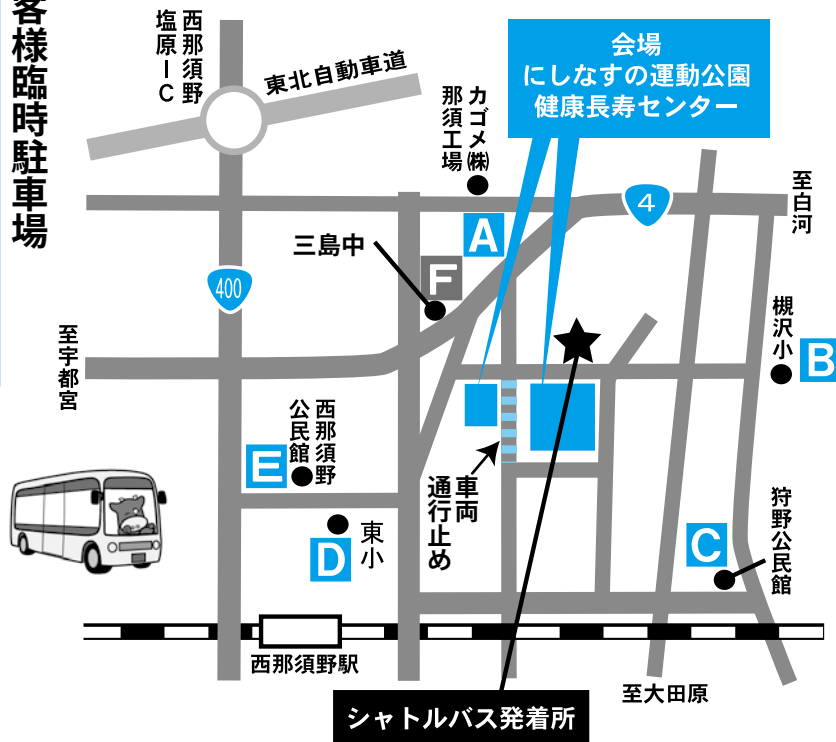 客様臨時駐車場
西那須野
塩原IC
東北自動車道
カゴメ㈱
那須工場
会場
にしなすの運動公園
健康長寿センター
4
至白河
A
三島中
F
400
至宇都宮
槻沢小
B
西那須野
公民館
E
車両
通行止め
東小
D
狩野公民館
C
西那須野駅
至大田原
シャトルバス発着所